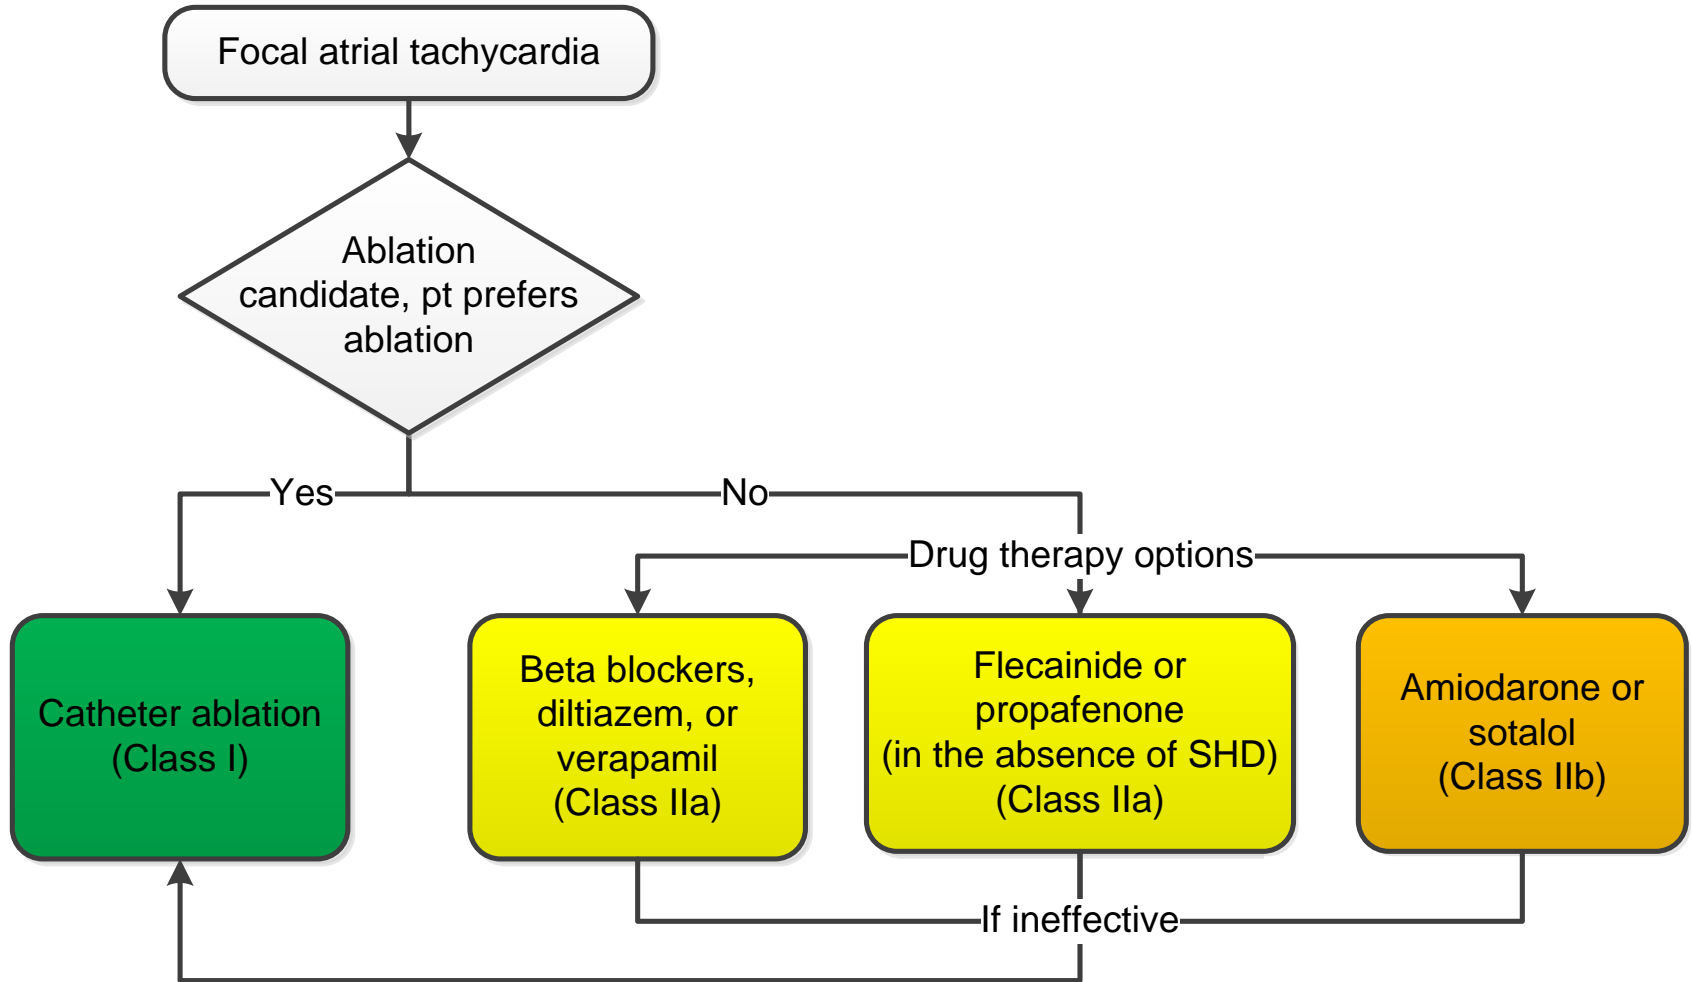 Focal atrial tachycardia
Ablation
candidate, pt prefers
ablation
Yes
No
Drug therapy options
Catheter ablation
(Class I)
Beta blockers,
diltiazem, or
verapamil
(Class IIa)
Flecainide or
propafenone
(in the absence of SHD)
(Class IIa)
Amiodarone or
sotalol
(Class IIb)
If ineffective